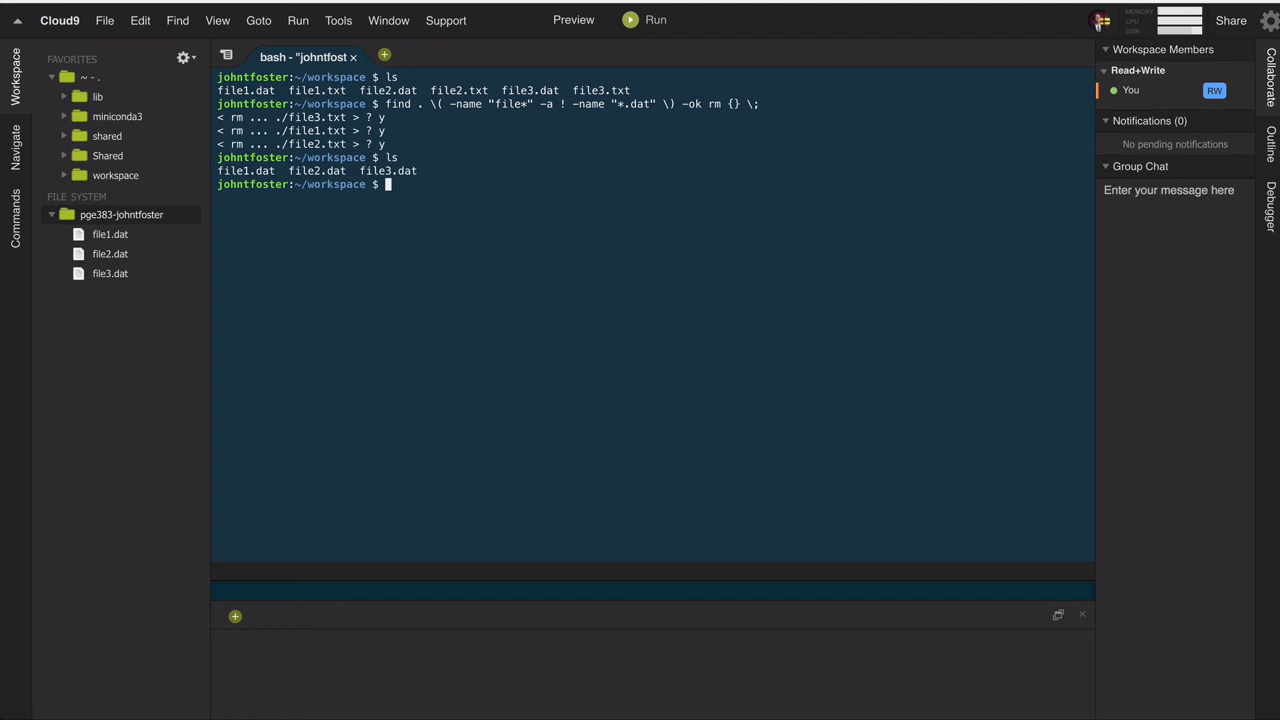 Cloud9 File Edit Find View Goto Run Tools Window Support Preview Run MEMORY CPU DISK Share
Workspace
Navigate
Commands
FAVORITES
~ - .
lib
miniconda3
shared
Shared
workspace
FILE SYSTEM
pge383-johntfoster
file1.dat
file2.dat
file3.dat
bash - "johntfost
johntfoster:~/workspace $ ls
file1.dat file1.txt file2.dat file2.txt file3.dat file3.txt
johntfoster:~/workspace $ find . \( -name "file*" -a ! -name "*.dat" \) -ok rm {} \;
< rm ... ./file3.txt > ? y
< rm ... ./file1.txt > ? y
< rm ... ./file2.txt > ? y
johntfoster:~/workspace $ ls
file1.dat file2.dat file3.dat
johntfoster:~/workspace $
Workspace Members
Read+Write
You RW
Notifications (0)
No pending notifications
Group Chat
Enter your message here
Collaborate
Outline
Debugger